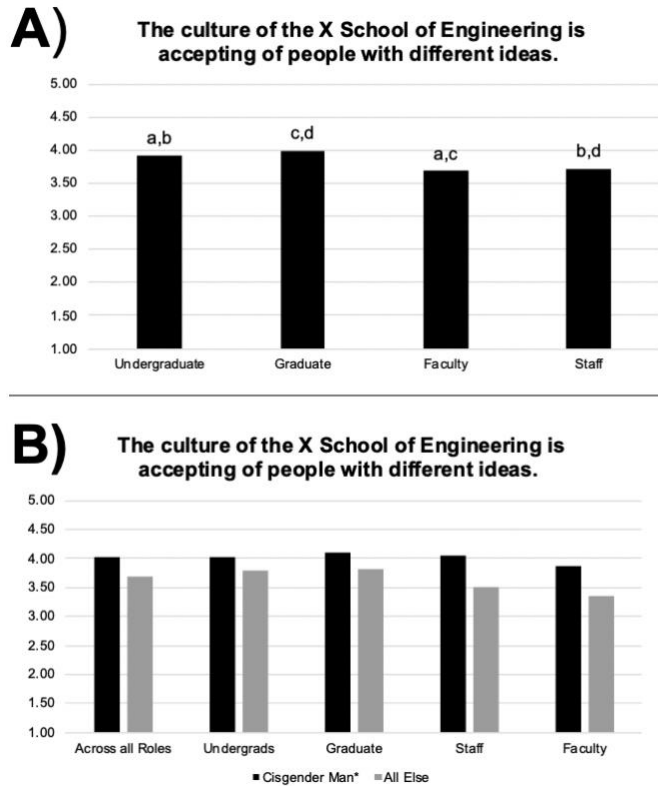 A)
The culture of the X School of Engineering is
accepting of people with different ideas.
5.00
4.50
4.00
3.50
3.00
2.50
2.00
1.50
1.00
a,b
c,d
a,c
b,d
Undergraduate Graduate Faculty Staff
B)
The culture of the X School of Engineering is
accepting of people with different ideas.
5.00
4.50
4.00
3.50
3.00
2.50
2.00
1.50
1.00
Across all Roles Undergrads Graduate Staff Faculty
Cisgender Man* All Else